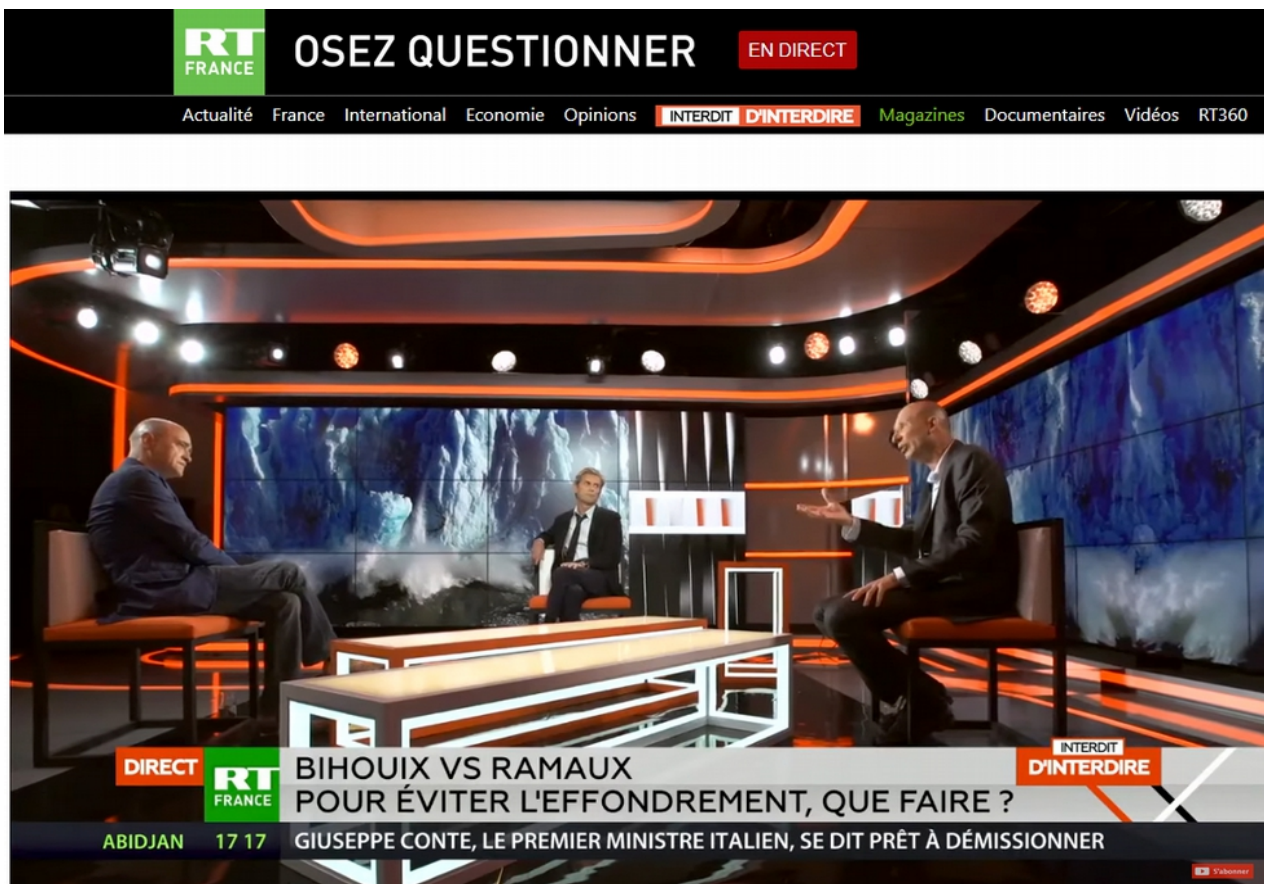 RT
FRANCE
OSEZ QUESTIONNER
EN DIRECT
Actualité France International Economie Opinions INTERDIT D'INTERDIRE Magazines Documentaires Vidéos RT360
DIRECT
RT
FRANCE
BIHOUIX VS RAMAUX
POUR ÉVITER L'EFFONDREMENT, QUE FAIRE ?
INTERDIT
D'INTERDIRE
ABIDJAN 17 17 GIUSEPPE CONTE, LE PREMIER MINISTRE ITALIEN, SE DIT PRÊT À DÉMISSIONNER
S'abonner